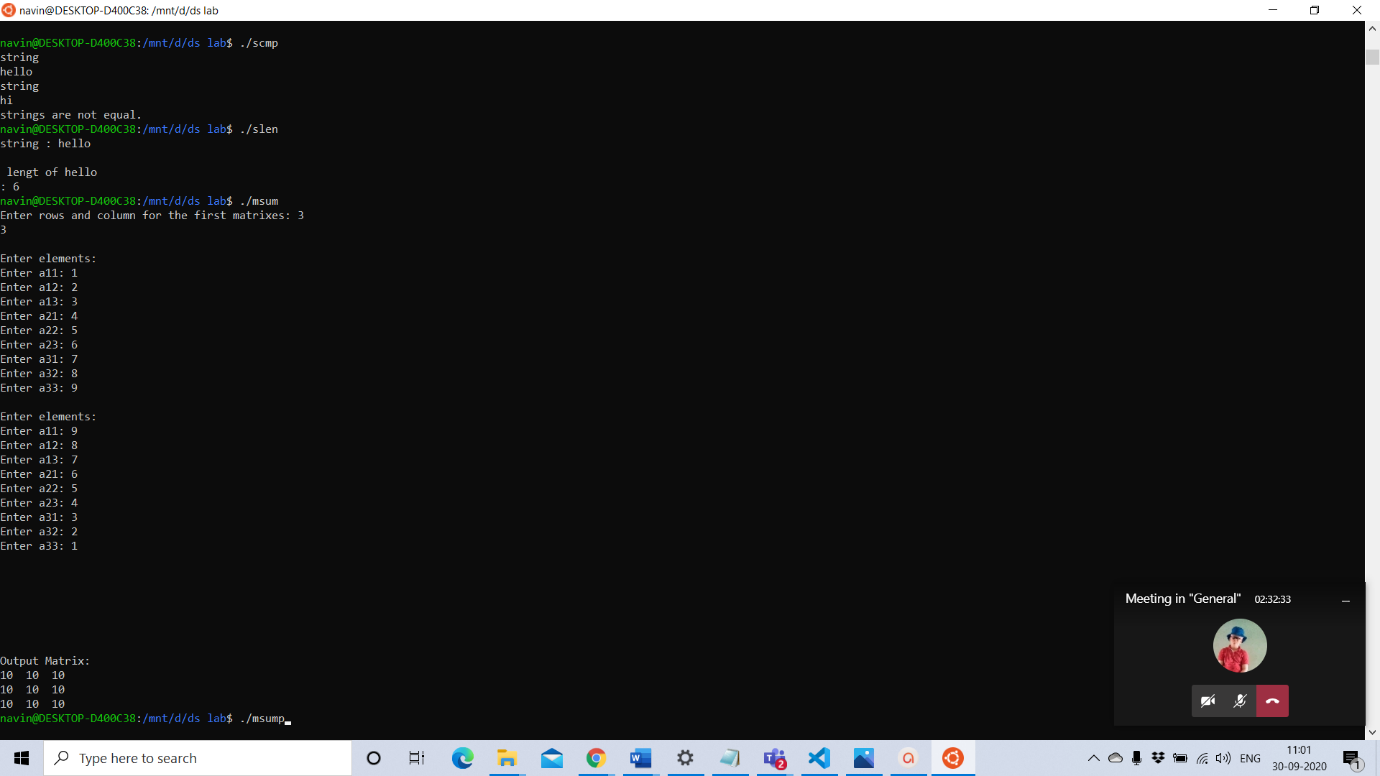 navin@DESKTOP-D400C38: /mnt/d/ds lab
navin@DESKTOP-D400C38:/mnt/d/ds lab$ ./scmp
string
hello
string
hi
strings are not equal.
navin@DESKTOP-D400C38:/mnt/d/ds lab$ ./slen
string : hello
lengt of hello
: 6
navin@DESKTOP-D400C38:/mnt/d/ds lab$ ./msum
Enter rows and column for the first matrixes: 3
3
Enter elements:
Enter a11: 1
Enter a12: 2
Enter a13: 3
Enter a21: 4
Enter a22: 5
Enter a23: 6
Enter a31: 7
Enter a32: 8
Enter a33: 9
Enter elements:
Enter a11: 9
Enter a12: 8
Enter a13: 7
Enter a21: 6
Enter a22: 5
Enter a23: 4
Enter a31: 3
Enter a32: 2
Enter a33: 1
Meeting in "General" 02:32:33
Output Matrix:
10 10 10
10 10 10
10 10 10
navin@DESKTOP-D400C38:/mnt/d/ds lab$ ./msump
Type here to search
2
ENG
11:01
30-09-2020
1